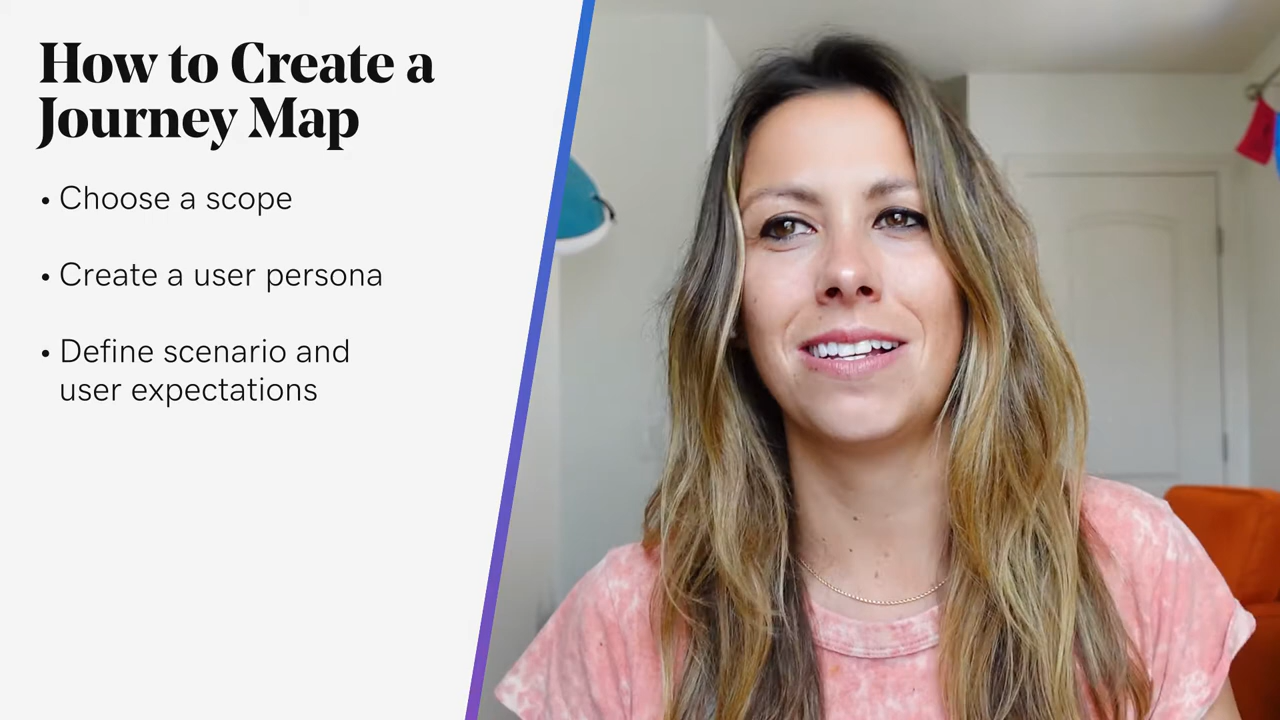 How to Create a
Journey Map
• Choose a scope
• Create a user persona
• Define scenario and
user expectations